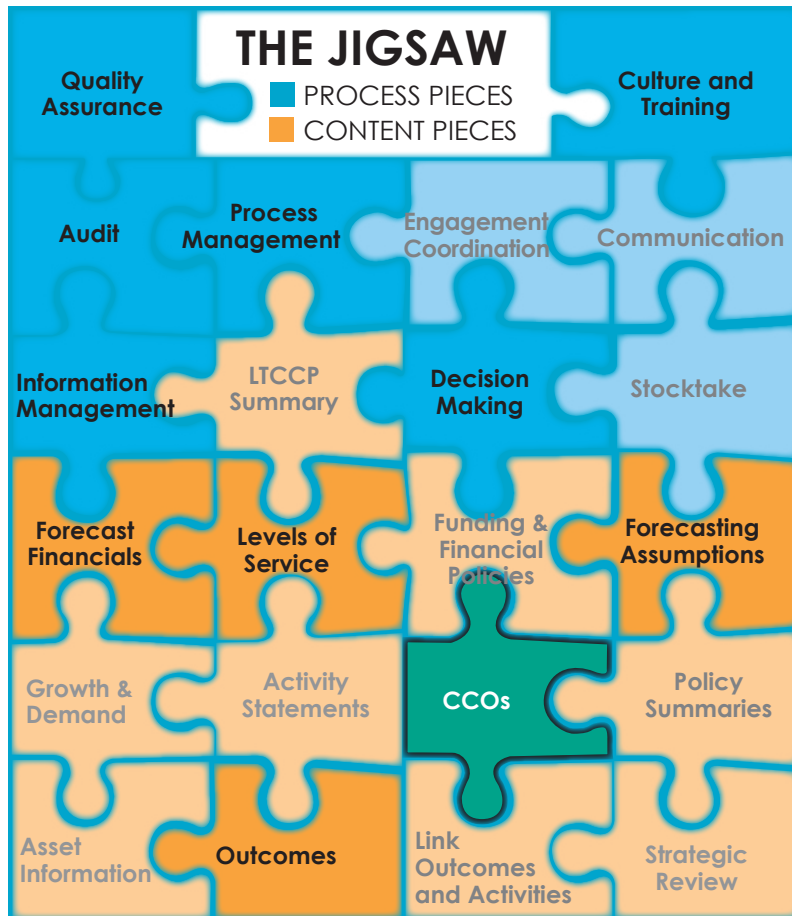 THE JIGSAW
PROCESS PIECES
CONTENT PIECES
Quality
Assurance
Culture and
Training
Audit
Process
Management
Engagement
Coordination
Communication
Information
Management
LTCCP
Summary
Decision
Making
Stocktake
Forecast
Financials
Levels of
Service
Funding &
Financial
Policies
Forecasting
Assumptions
Growth &
Demand
Activity
Statements
CCOs
Policy
Summaries
Asset
Information
Outcomes
Link
Outcomes
and Activities
Strategic
Review